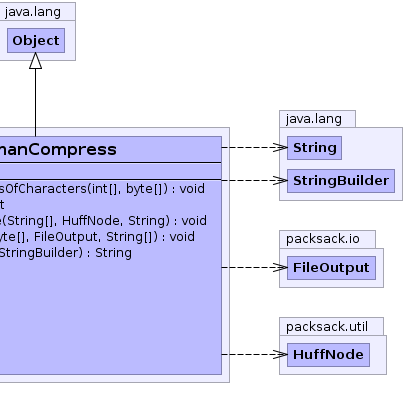 java.lang
Object
java.lang
manCompress
String
StringBuilder
sOfCharacters(int[], byte[]) : void
t
e(String[], HuffNode, String) : void
yte[], FileOutput, String[]) : void
StringBuilder) : String
packsack.io
FileOutput
packsack.util
HuffNode